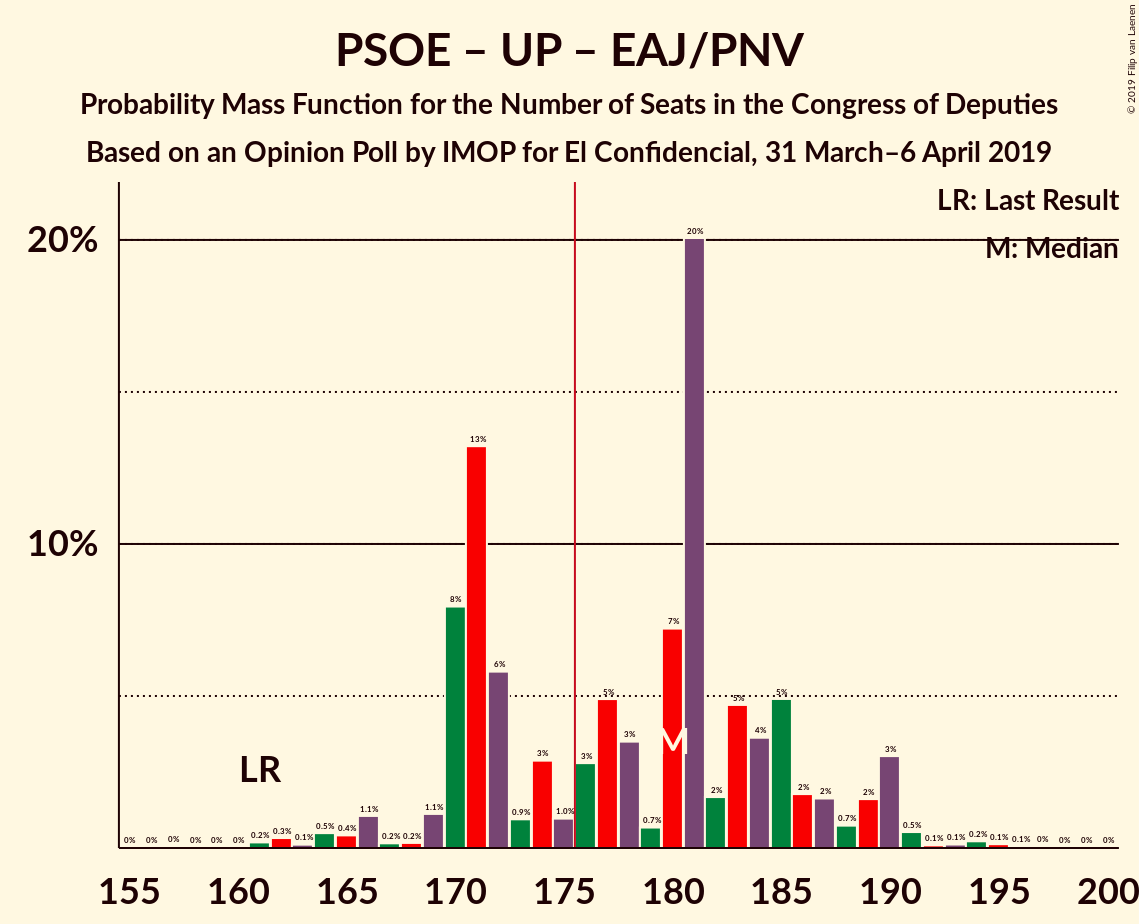 PSOE – UP – EAJ/PNV
Probability Mass Function for the Number of Seats in the Congress of Deputies
Based on an Opinion Poll by IMOP for El Confidencial, 31 March–6 April 2019
© 2019 Filip van Laenen
LR: Last Result
M: Median
20%
10%
LR
M
0% 0% 0% 0% 0% 0% 0.2% 0.3% 0.1% 0.5% 0.4% 1.1% 0.2% 0.2% 1.1% 8% 13% 6% 0.9% 3% 1.0% 3% 5% 3% 0.7% 7% 20% 2% 5% 4% 5% 2% 2% 0.7% 2% 3% 0.5% 0.1% 0.1% 0.2% 0.1% 0.1% 0% 0% 0% 0%
155 160 165 170 175 180 185 190 195 200